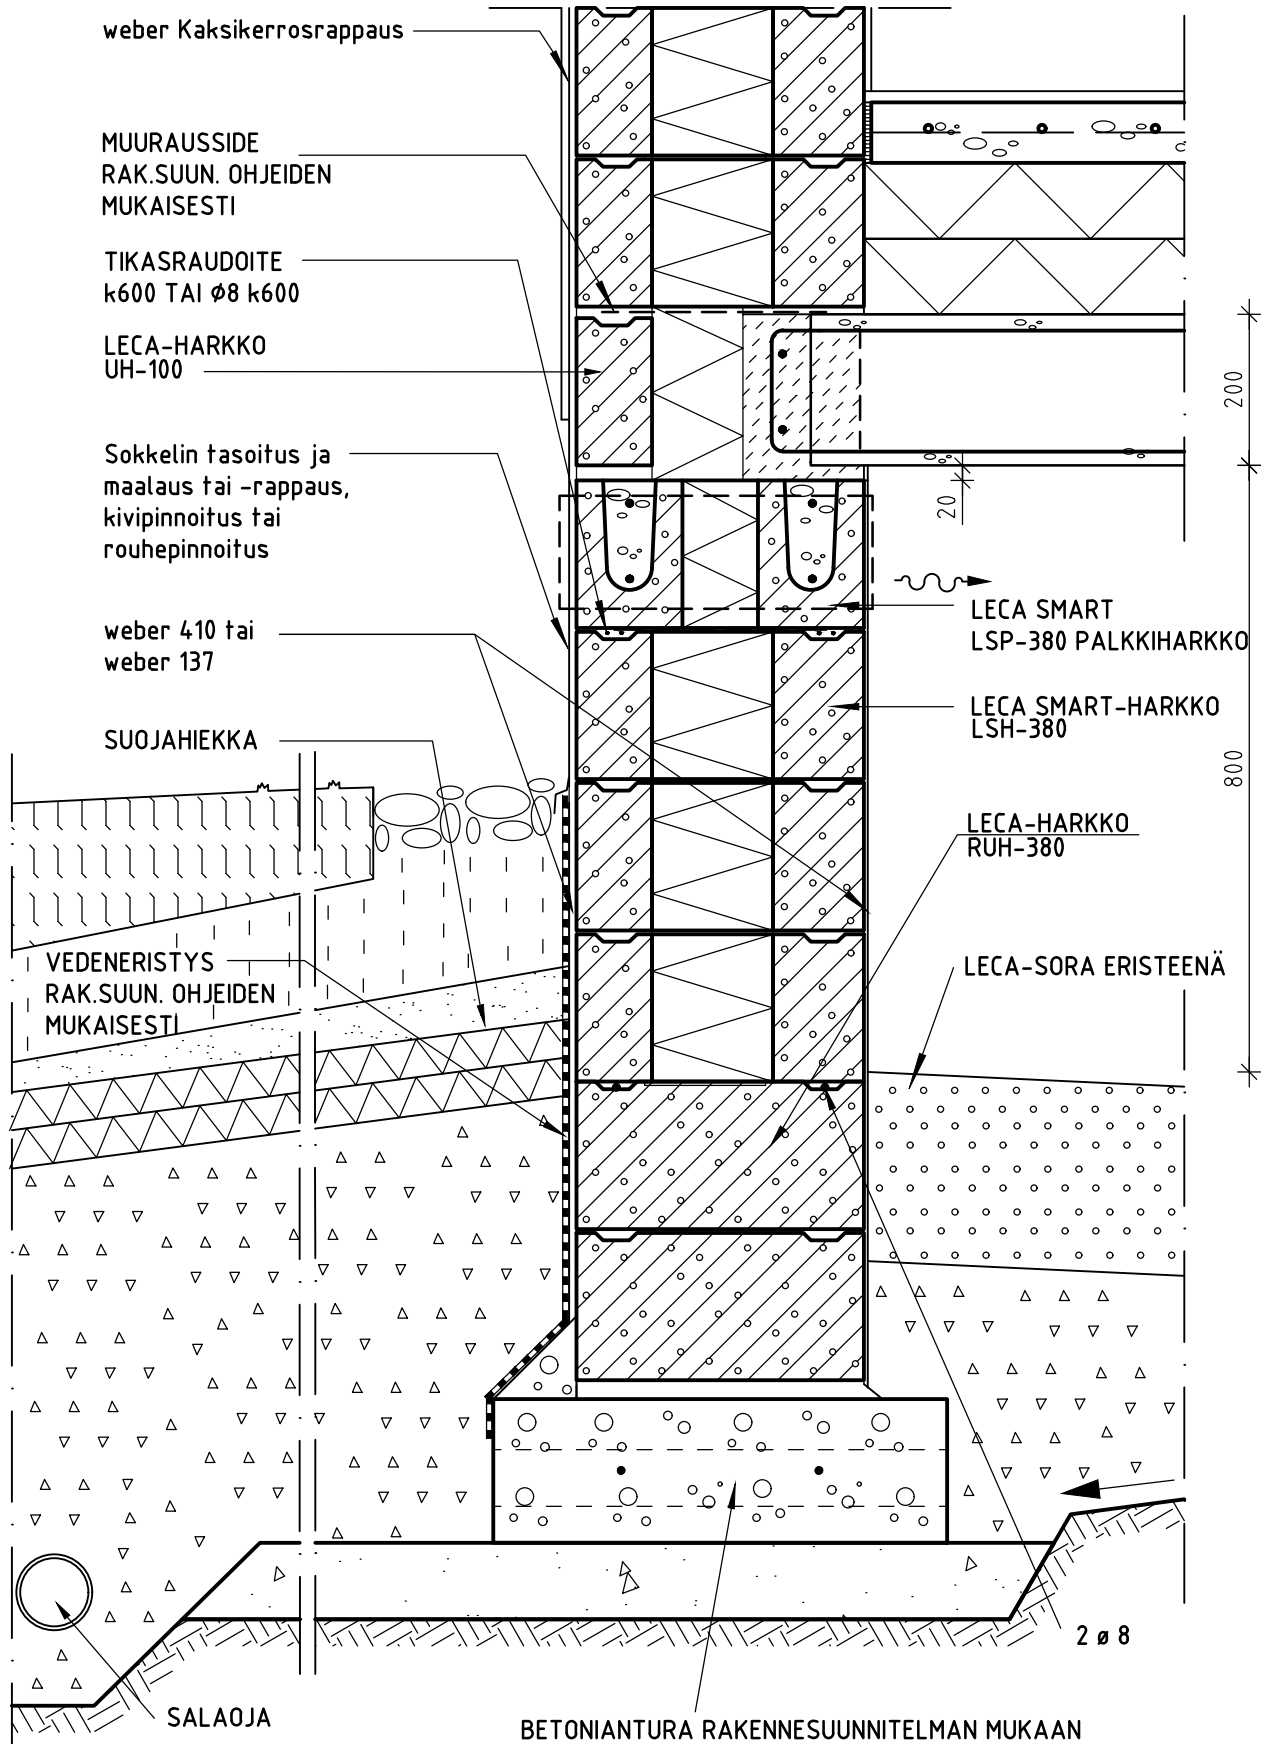 weber Kaksikerrosrappaus
MUURAUSSIDE
RAK.SUUN. OHJEIDEN
MUKAISESTI
TIKASRAUDOITE
k600 TAI Ø8 k600
LECA-HARKKO
UH-100
200
Sokkelin tasoitus ja
maalaus tai -rappaus,
kivipinnoitus tai
rouhepinnoitus
20
LECA SMART
LSP-380 PALKKIHARKKO
weber 410 tai
weber 137
LECA SMART-HARKKO
LSH-380
SUOJAHIEKKA
800
LECA-HARKKO
RUH-380
VEDENERISTYS
RAK.SUUN. OHJEIDEN
MUKAISESTI
LECA-SORA ERISTEENÄ
2 ø 8
SALAOJA
BETONIANTURA RAKENNESUUNNITELMAN MUKAAN